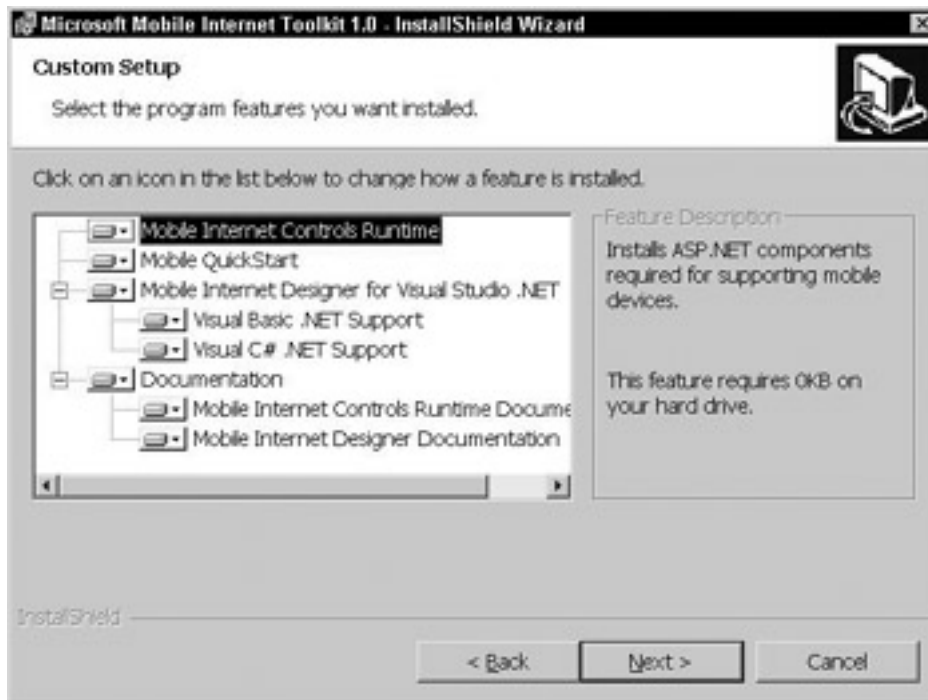 Microsoft Mobile Internet Toolkit 1.0 - InstallShield Wizard
Custom Setup
Select the program features you want installed.
Click on an icon in the list below to change how a feature is installed.
Mobile Internet Controls Runtime
Mobile QuickStart
Mobile Internet Designer for Visual Studio .NET
Visual Basic .NET Support
Visual C# .NET Support
Documentation
Mobile Internet Controls Runtime Docume
Mobile Internet Designer Documentation
Feature Description
Installs ASP.NET components
required for supporting mobile
devices.
This feature requires 0KB on
your hard drive.
InstallShield
< Back
Next >
Cancel